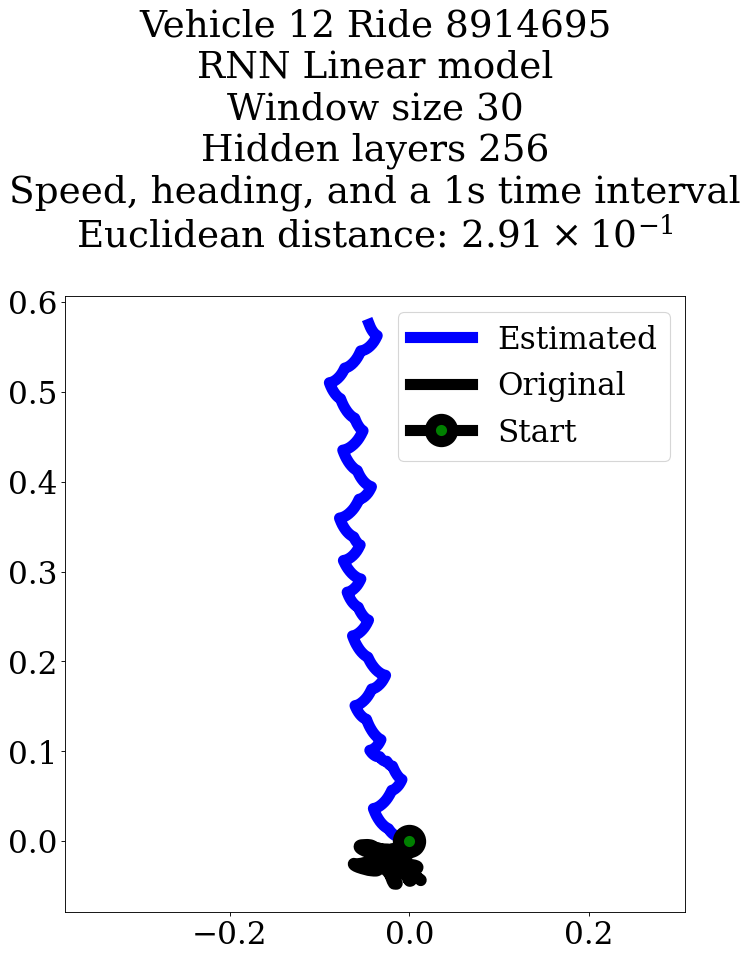 Vehicle 12 Ride 8914695
RNN Linear model
Window size 30
Hidden layers 256
Speed, heading, and a 1s time interval
Euclidean distance: 2.91 × 10⁻¹
0.6
0.5
0.4
0.3
0.2
0.1
0.0
Estimated
Original
Start
−0.2
0.0
0.2